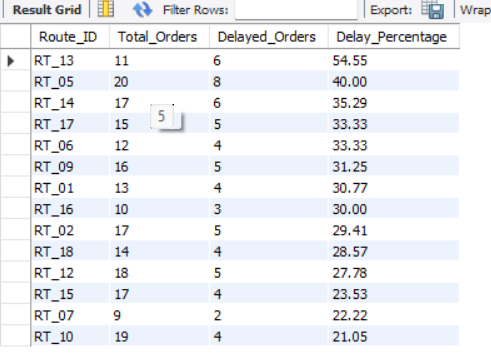 Result Grid Filter Rows: Export: Wrap
Route_ID Total_Orders Delayed_Orders Delay_Percentage
RT_13 11 6 54.55
RT_05 20 8 40.00
RT_14 17 6 35.29
RT_17 15 5 33.33
5
RT_06 12 4 33.33
RT_09 16 5 31.25
RT_01 13 4 30.77
RT_16 10 3 30.00
RT_02 17 5 29.41
RT_18 14 4 28.57
RT_12 18 5 27.78
RT_15 17 4 23.53
RT_07 9 2 22.22
RT_10 19 4 21.05